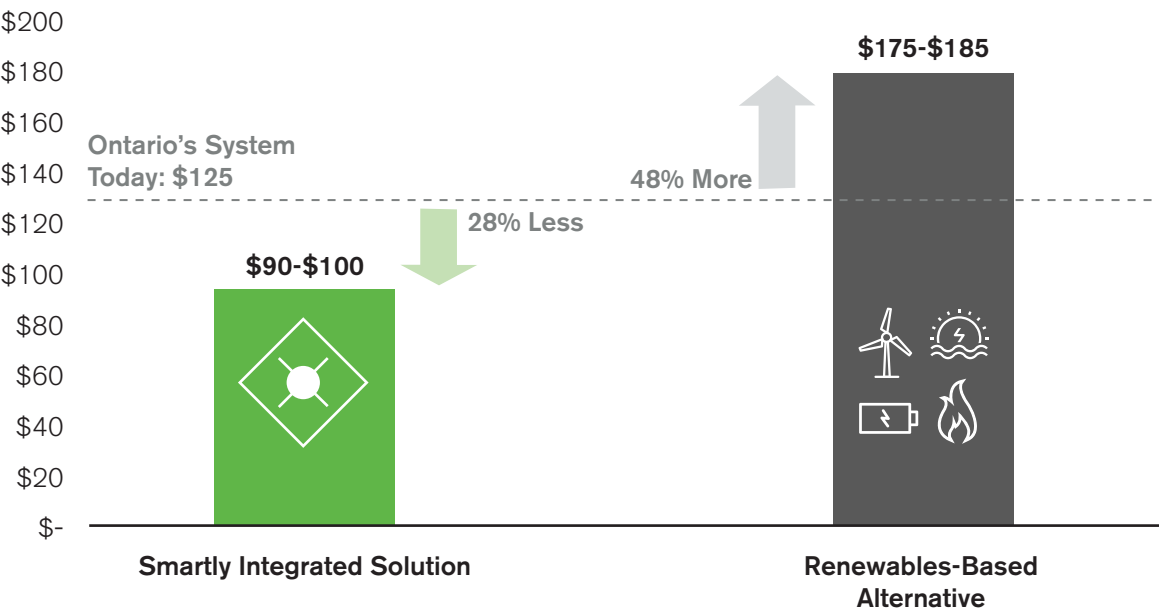 $200
$180
$160
$140
$120
$100
$80
$60
$40
$20
$-
Ontario’s System
Today: $125
28% Less
48% More
$90-$100
$175-$185
Smartly Integrated Solution
Renewables-Based
Alternative